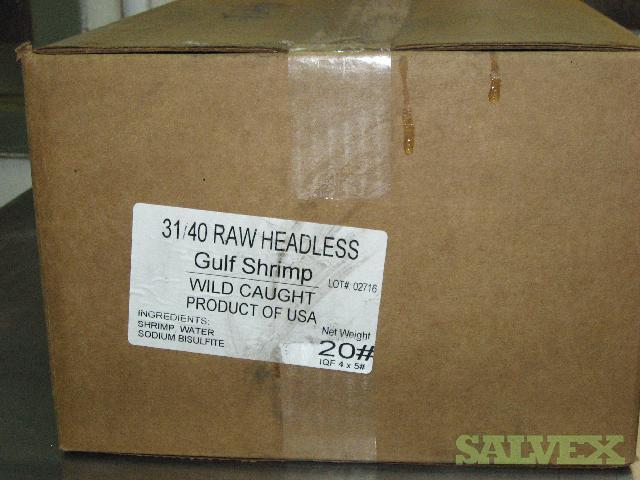 31/40 RAW HEADLESS
Gulf Shrimp
LOT#: 02716
WILD CAUGHT
PRODUCT OF USA
INGREDIENTS:
SHRIMP, WATER
SODIUM BISULFITE
Net Weight
20#
IQF 4 x 5#
SALVEX